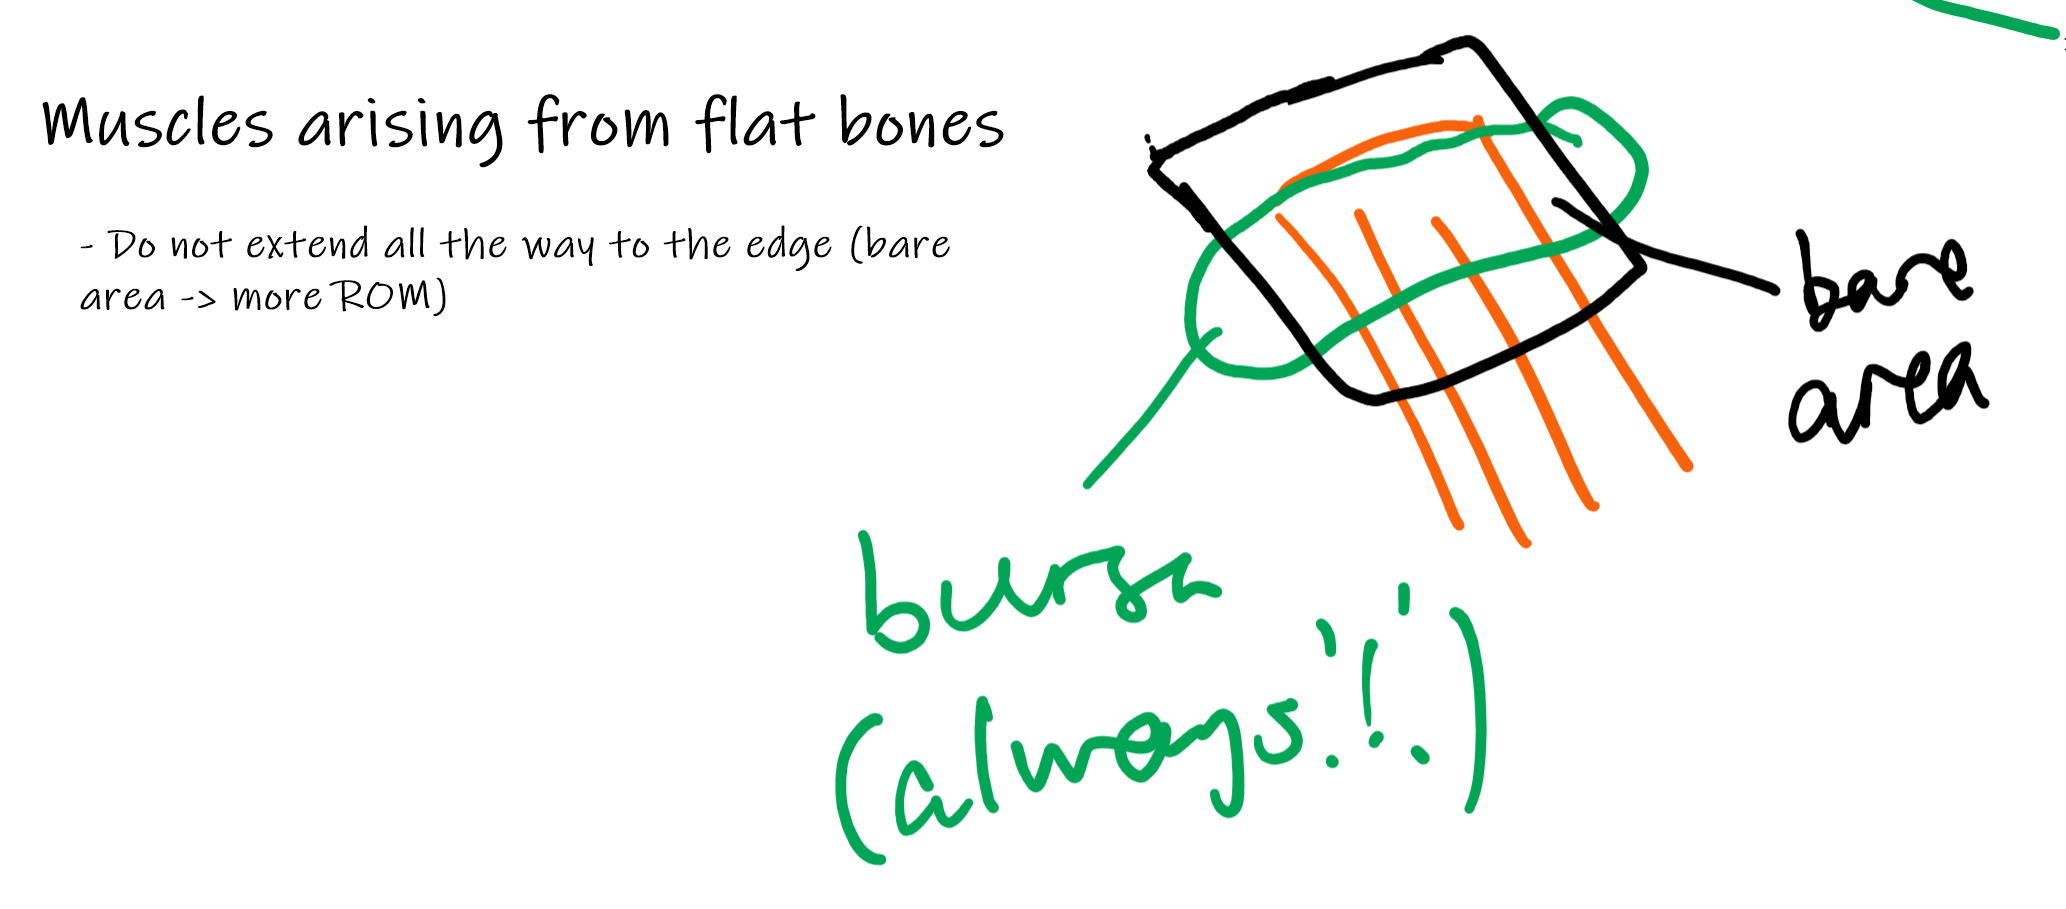 Muscles arising from flat bones
- Do not extend all the way to the edge (bare
area -> more ROM)
bare
area
bursa
(always!!!)